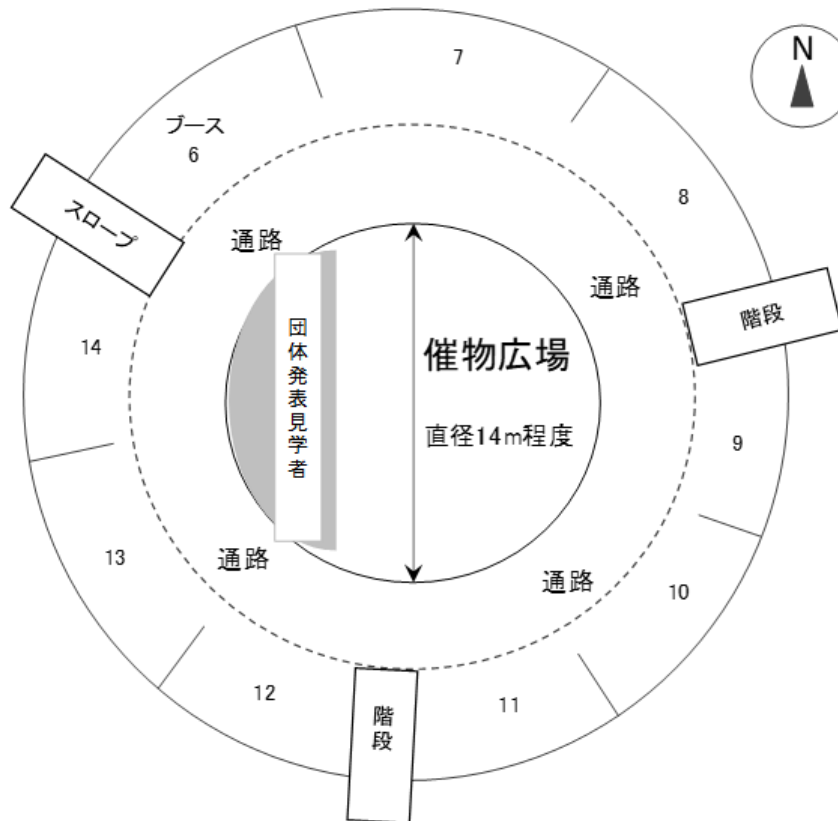 N
7
ブース
6
8
スロープ
通路
通路
階段
団体発表見学者
催物広場
直径14m程度
14
9
13
通路
通路
10
12
11
階段